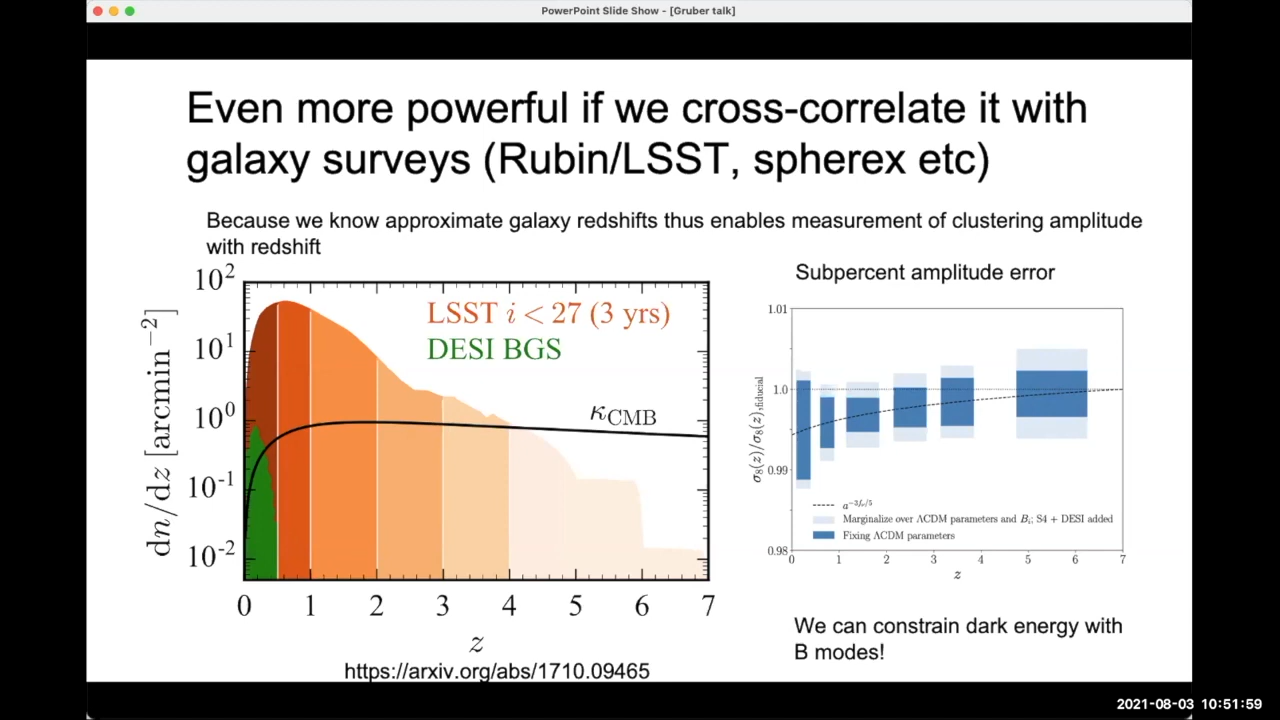 PowerPoint Slide Show - [Gruber talk]
Even more powerful if we cross-correlate it with
galaxy surveys (Rubin/LSST, spherex etc)
Because we know approximate galaxy redshifts thus enables measurement of clustering amplitude
with redshift
10²
10¹
10⁰
10⁻¹
10⁻²
dn/dz [arcmin⁻²]
LSST i < 27 (3 yrs)
DESI BGS
κCMB
0 1 2 3 4 5 6 7
z
https://arxiv.org/abs/1710.09465
Subpercent amplitude error
1.01
1.0
0.99
0.98
σ₈(z)/σ₈(z),fiducial
a^{-3fν/5}
Marginalize over ΛCDM parameters and Bᵢ; S4 + DESI added
Fixing ΛCDM parameters
0 1 2 3 4 5 6 7
z
We can constrain dark energy with
B modes!
2021-08-03 10:51:59